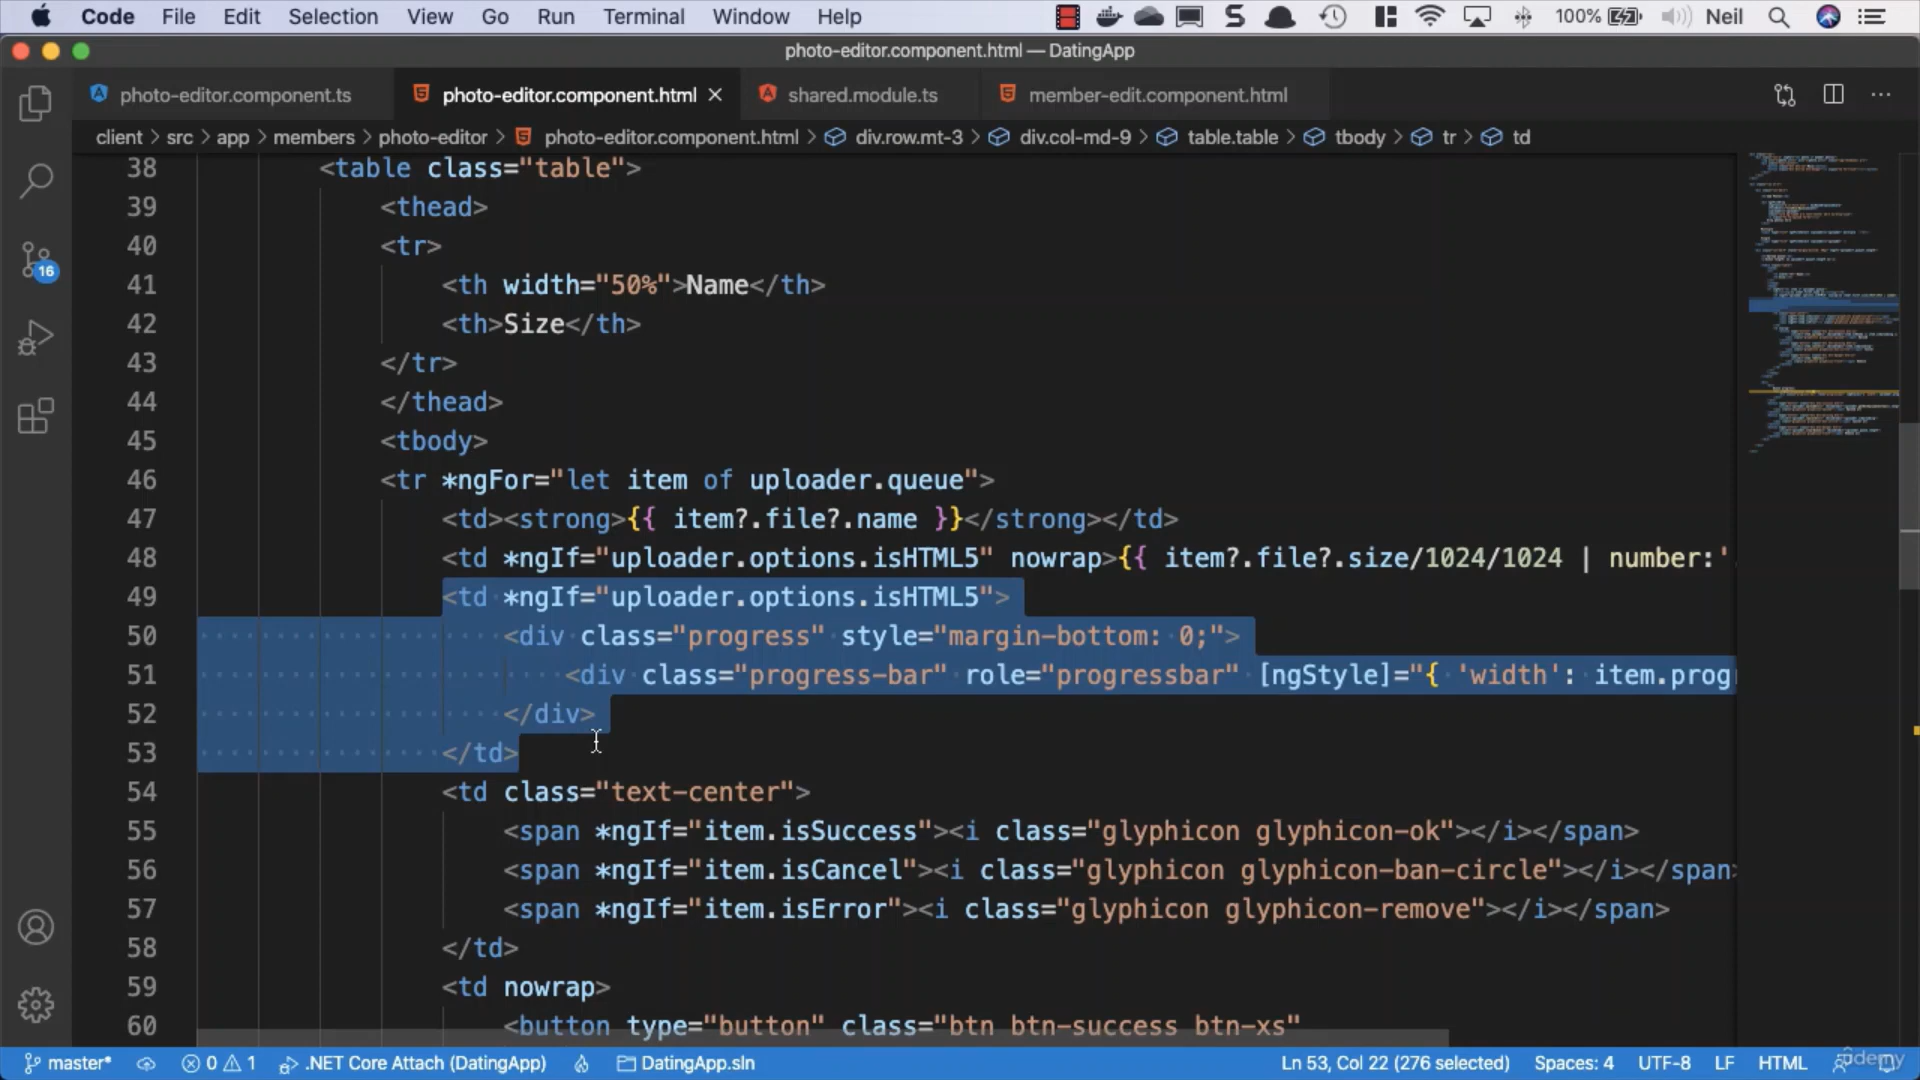 Code File Edit Selection View Go Run Terminal Window Help 100% Neil
photo-editor.component.html — DatingApp
photo-editor.component.ts photo-editor.component.html shared.module.ts member-edit.component.html
client > src > app > members > photo-editor > photo-editor.component.html > div.row.mt-3 > div.col-md-9 > table.table > tbody > tr > td
38 <table class="table">
39 <thead>
40 <tr>
41 <th width="50%">Name</th>
42 <th>Size</th>
43 </tr>
44 </thead>
45 <tbody>
46 <tr *ngFor="let item of uploader.queue">
47 <td><strong>{{ item?.file?.name }}</strong></td>
48 <td *ngIf="uploader.options.isHTML5" nowrap>{{ item?.file?.size/1024/1024 | number:'
49 <td *ngIf="uploader.options.isHTML5">
50 <div class="progress" style="margin-bottom: 0;">
51 <div class="progress-bar" role="progressbar" [ngStyle]="{ 'width': item.prog
52 </div>
53 </td>
54 <td class="text-center">
55 <span *ngIf="item.isSuccess"><i class="glyphicon glyphicon-ok"></i></span>
56 <span *ngIf="item.isCancel"><i class="glyphicon glyphicon-ban-circle"></i></span>
57 <span *ngIf="item.isError"><i class="glyphicon glyphicon-remove"></i></span>
58 </td>
59 <td nowrap>
60 <button type="button" class="btn btn-success btn-xs"
16
master* 0 1 .NET Core Attach (DatingApp) DatingApp.sln Ln 53, Col 22 (276 selected) Spaces: 4 UTF-8 LF HTML
udemy